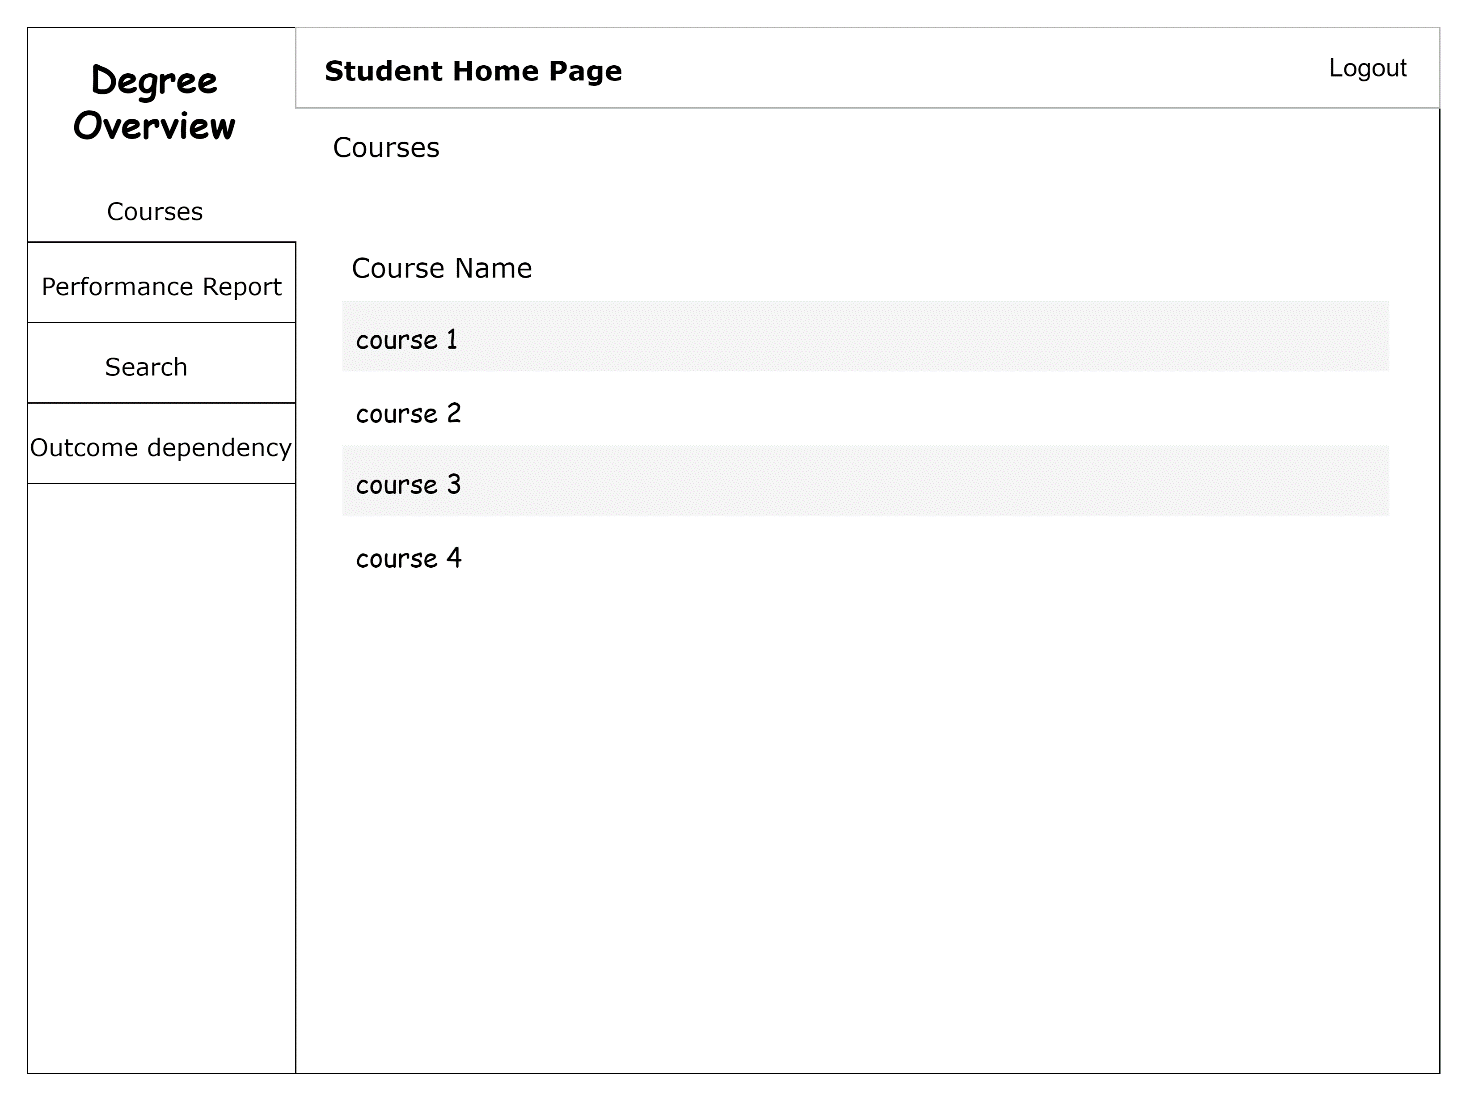 Degree
Overview
Student Home Page
Logout
Courses
Performance Report
Search
Outcome dependency
Courses
Course Name
course 1
course 2
course 3
course 4